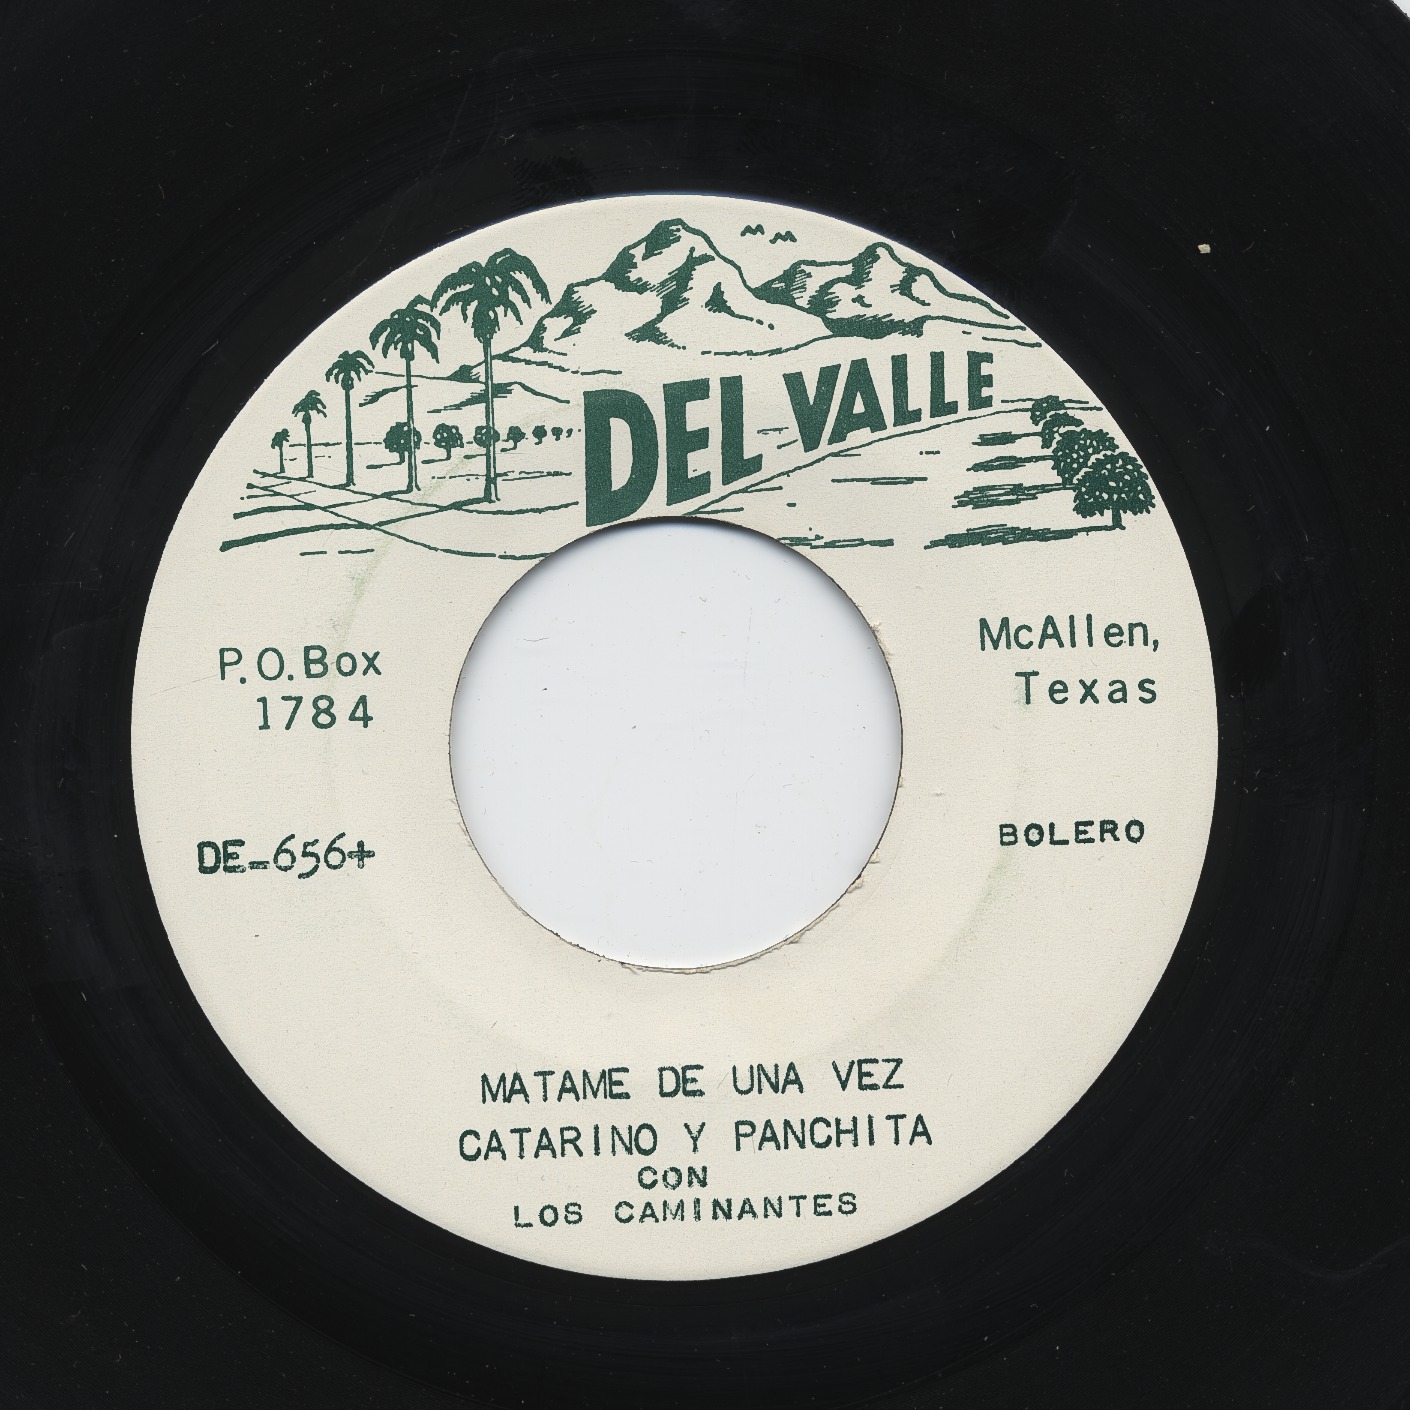 DEL VALLE
P.O.Box
1784
McAllen,
Texas
DE-656+
BOLERO
MATAME DE UNA VEZ
CATARINO Y PANCHITA
CON
LOS CAMINANTES